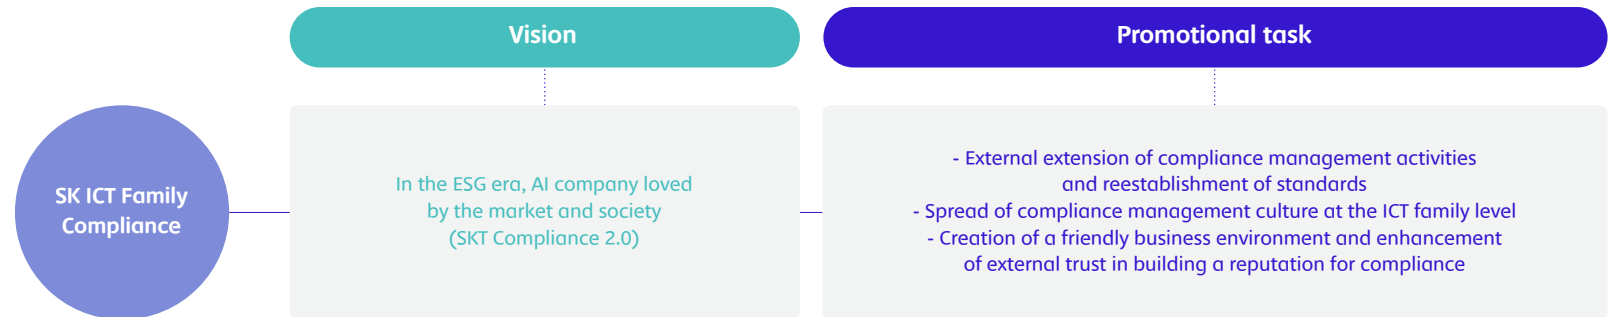 Vision
Promotional task
SK ICT Family
Compliance
In the ESG era, AI company loved
by the market and society
(SKT Compliance 2.0)
- External extension of compliance management activities
and reestablishment of standards
- Spread of compliance management culture at the ICT family level
- Creation of a friendly business environment and enhancement
of external trust in building a reputation for compliance